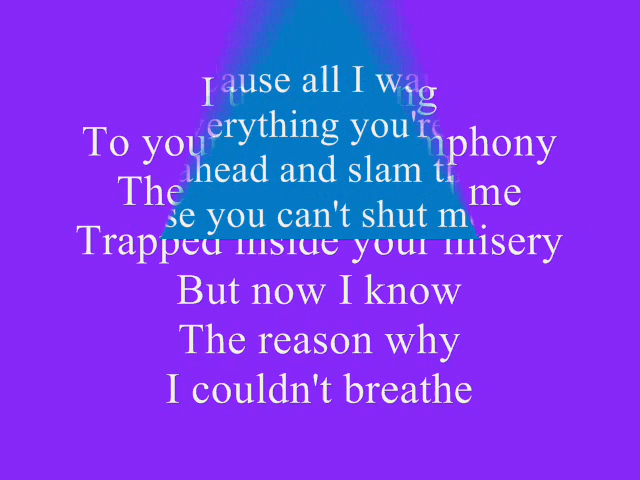 ause all I wa
I
erything you're
To you
phony
ahead and slam
The
me
se you can't shut m
Trapped inside your misery
But now I know
The reason why
I couldn't breathe